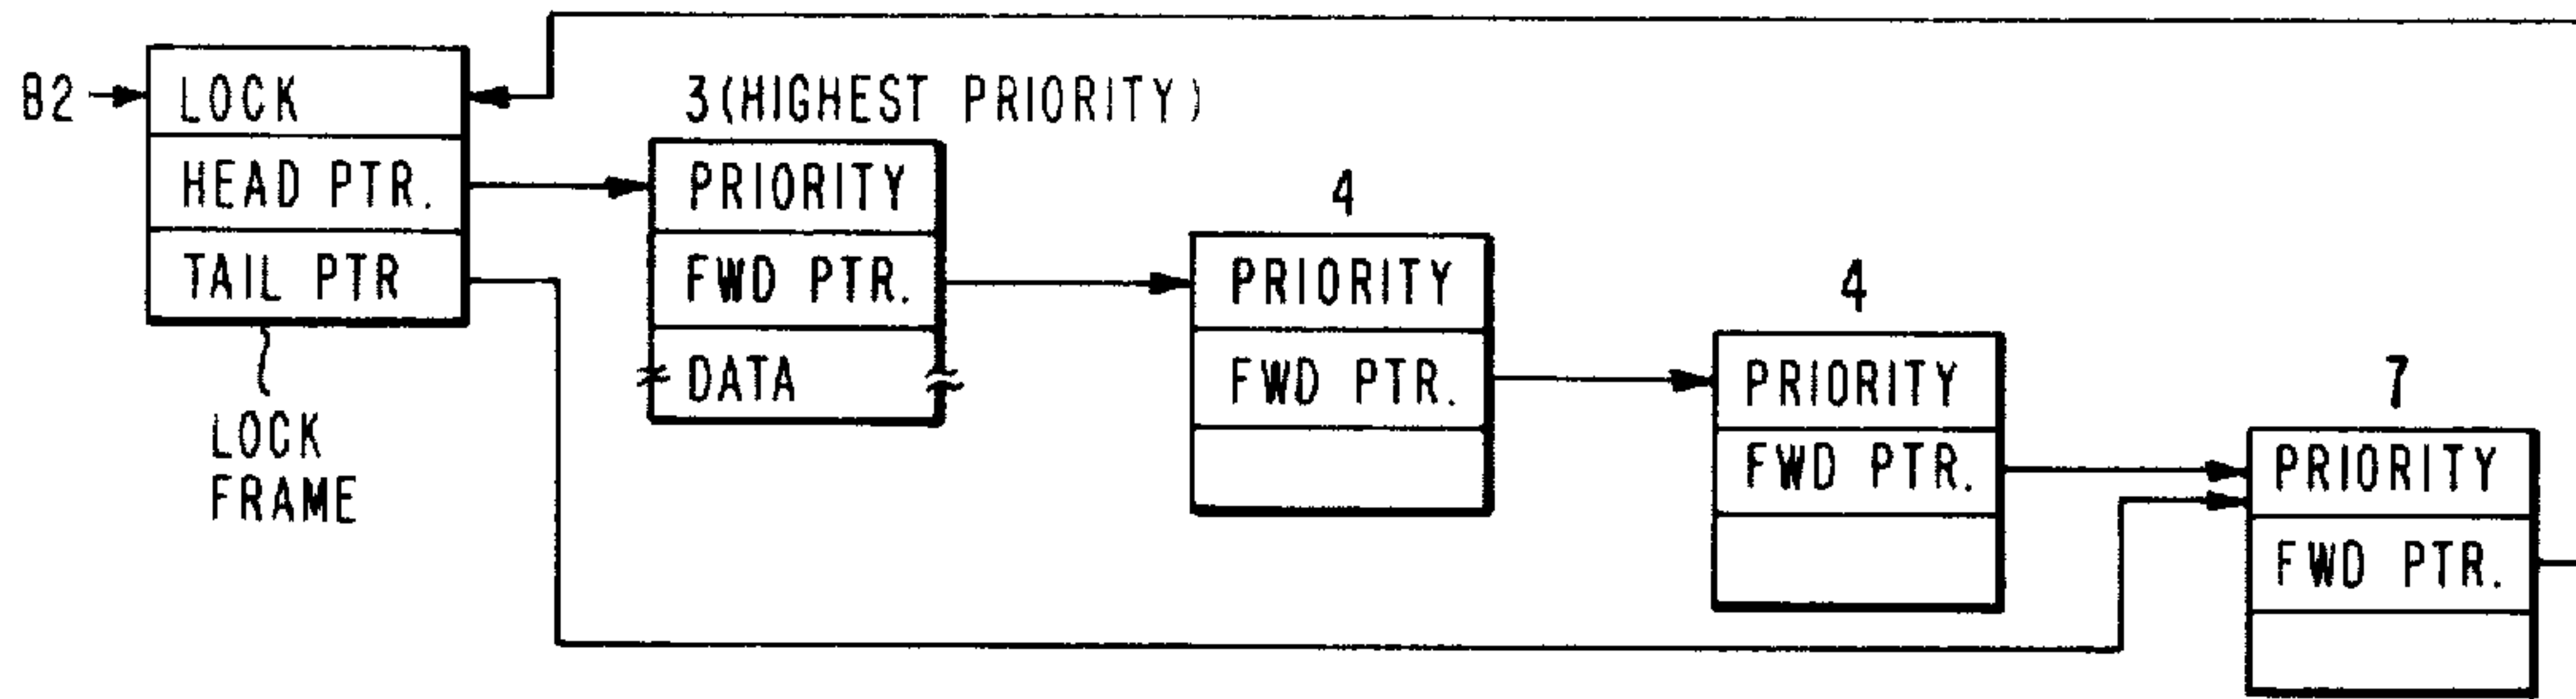 B2
LOCK
HEAD PTR.
TAIL PTR
LOCK
FRAME
3(HIGHEST PRIORITY)
PRIORITY
FWD PTR.
DATA
4
PRIORITY
FWD PTR.
4
PRIORITY
FWD PTR.
7
PRIORITY
FWD PTR.